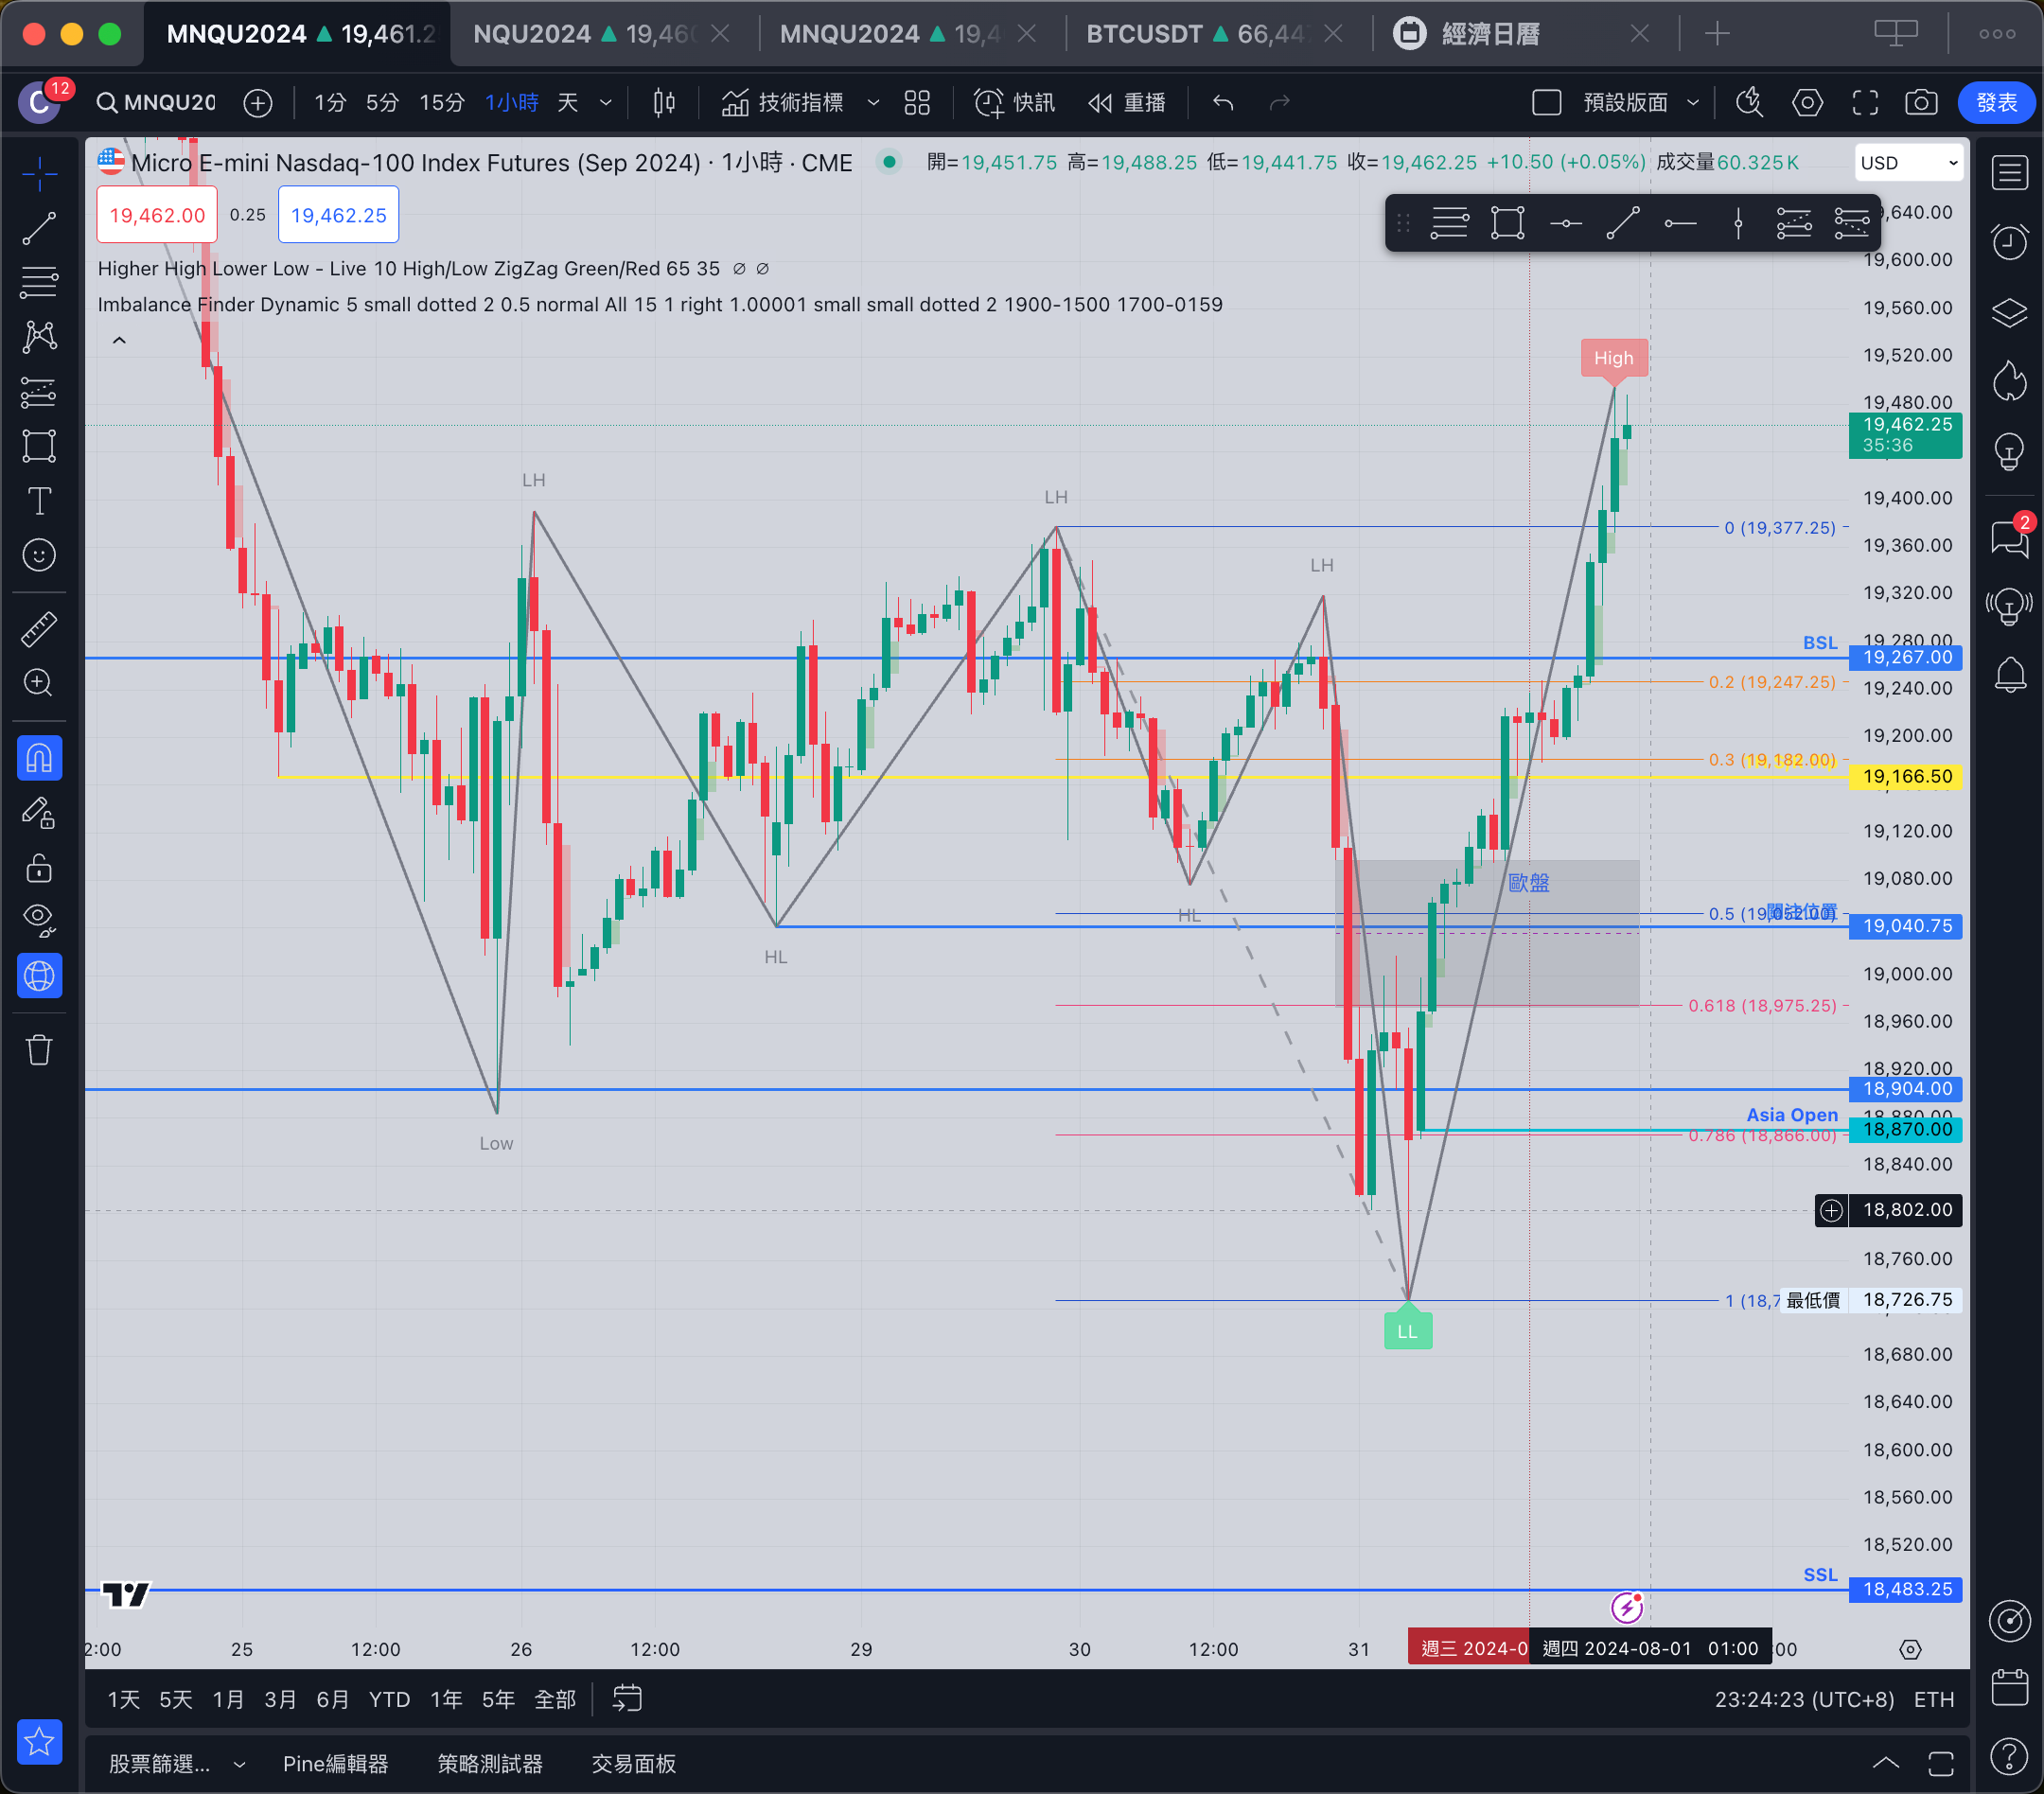 MNQU2024 ▲ 19,461.2
NQU2024 ▲ 19,46
MNQU2024 ▲ 19,4
BTCUSDT ▲ 66,44
經濟日曆
C 12
MNQU20
1分 5分 15分 1小時 天
技術指標
快訊
重播
預設版面
發表
Micro E-mini Nasdaq-100 Index Futures (Sep 2024) · 1小時 · CME
開=19,451.75 高=19,488.25 低=19,441.75 收=19,462.25 +10.50 (+0.05%) 成交量60.325K
USD
19,462.00 0.25 19,462.25
Higher High Lower Low - Live 10 High/Low ZigZag Green/Red 65 35 ∅ ∅
Imbalance Finder Dynamic 5 small dotted 2 0.5 normal All 15 1 right 1.00001 small small dotted 2 1900-1500 1700-0159
19,600.00
19,560.00
19,520.00
High
19,480.00
19,462.25
35:36
LH
LH
19,400.00
0 (19,377.25)
19,360.00
LH
19,320.00
BSL
19,280.00
19,267.00
0.2 (19,247.25)
19,240.00
19,200.00
0.3 (19,182.00)
19,166.50
19,120.00
歐盤
19,080.00
HL
0.5 (19,052.00)
19,040.75
HL
19,000.00
0.618 (18,975.25)
18,960.00
18,920.00
18,904.00
Low
Asia Open
18,880.00
18,870.00
0.786 (18,866.00)
18,840.00
18,802.00
18,760.00
1 (18,7
最低價 18,726.75
LL
18,680.00
18,640.00
18,600.00
18,560.00
18,520.00
SSL
18,483.25
2:00 25 12:00 26 12:00 29 30 12:00 31 週三 2024-0 週四 2024-08-01 01:00 :00
1天 5天 1月 3月 6月 YTD 1年 5年 全部
23:24:23 (UTC+8) ETH
股票篩選... Pine編輯器 策略測試器 交易面板
2